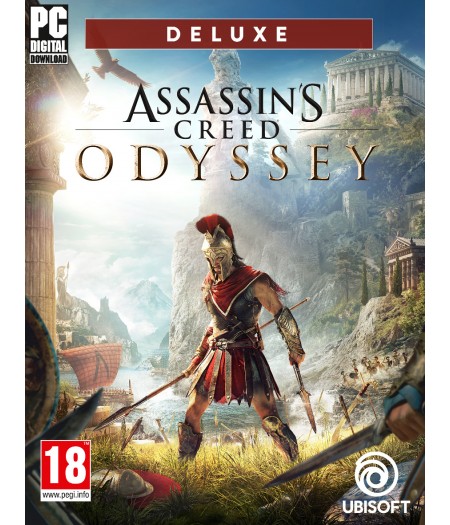 PC
DIGITAL
DOWNLOAD
DELUXE
ASSASSIN'S
CREED
ODYSSEY
18
www.pegi.info
UBISOFT